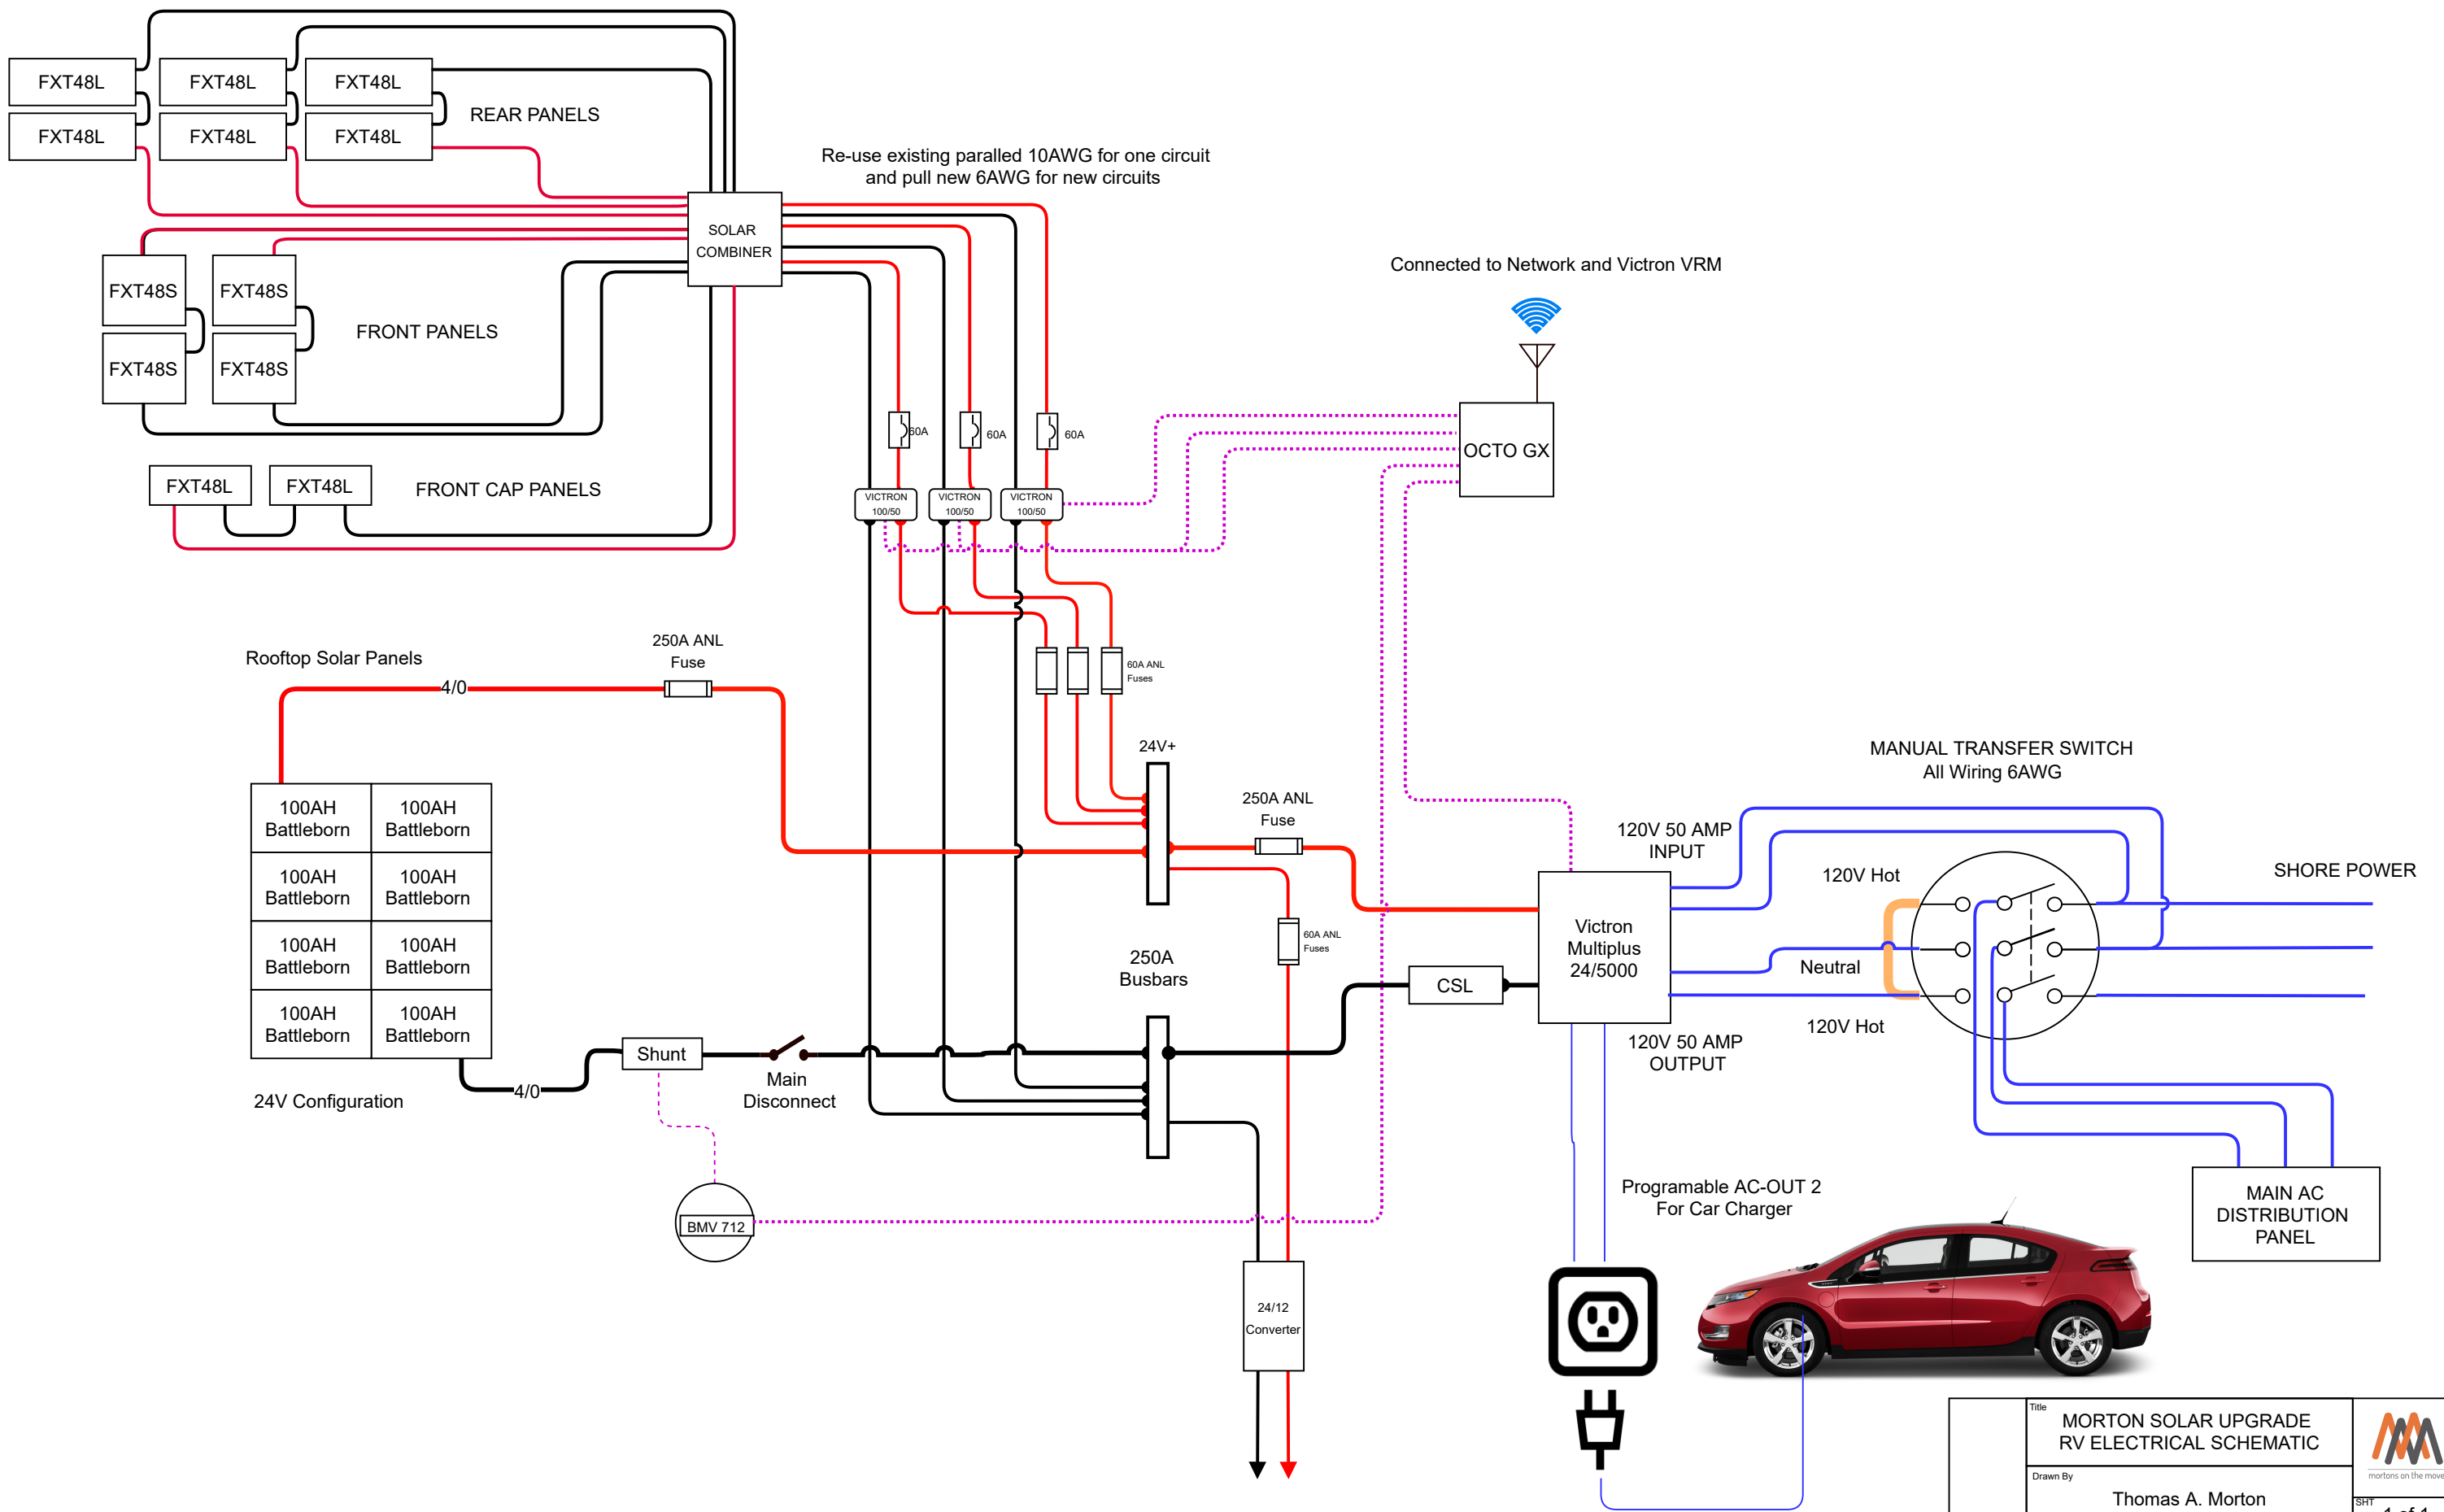 FXT48L
FXT48L
FXT48L
FXT48L
FXT48L
FXT48L
REAR PANELS
Re-use existing paralled 10AWG for one circuit
and pull new 6AWG for new circuits
SOLAR
COMBINER
FXT48S
FXT48S
FXT48S
FXT48S
FRONT PANELS
Connected to Network and Victron VRM
60A
60A
60A
OCTO GX
FXT48L
FXT48L
FRONT CAP PANELS
VICTRON
100/50
VICTRON
100/50
VICTRON
100/50
Rooftop Solar Panels
250A ANL
Fuse
4/0
60A ANL
Fuses
24V+
250A ANL
Fuse
MANUAL TRANSFER SWITCH
All Wiring 6AWG
100AH
Battleborn
100AH
Battleborn
100AH
Battleborn
100AH
Battleborn
100AH
Battleborn
100AH
Battleborn
100AH
Battleborn
100AH
Battleborn
120V 50 AMP
INPUT
120V Hot
SHORE POWER
60A ANL
Fuses
Victron
Multiplus
24/5000
250A
Busbars
Neutral
CSL
120V Hot
120V 50 AMP
OUTPUT
Shunt
Main
Disconnect
4/0
24V Configuration
BMV 712
Programable AC-OUT 2
For Car Charger
MAIN AC
DISTRIBUTION
PANEL
24/12
Converter
Title
MORTON SOLAR UPGRADE
RV ELECTRICAL SCHEMATIC
mortons on the move
Drawn By
Thomas A. Morton
SHT
1 of 1